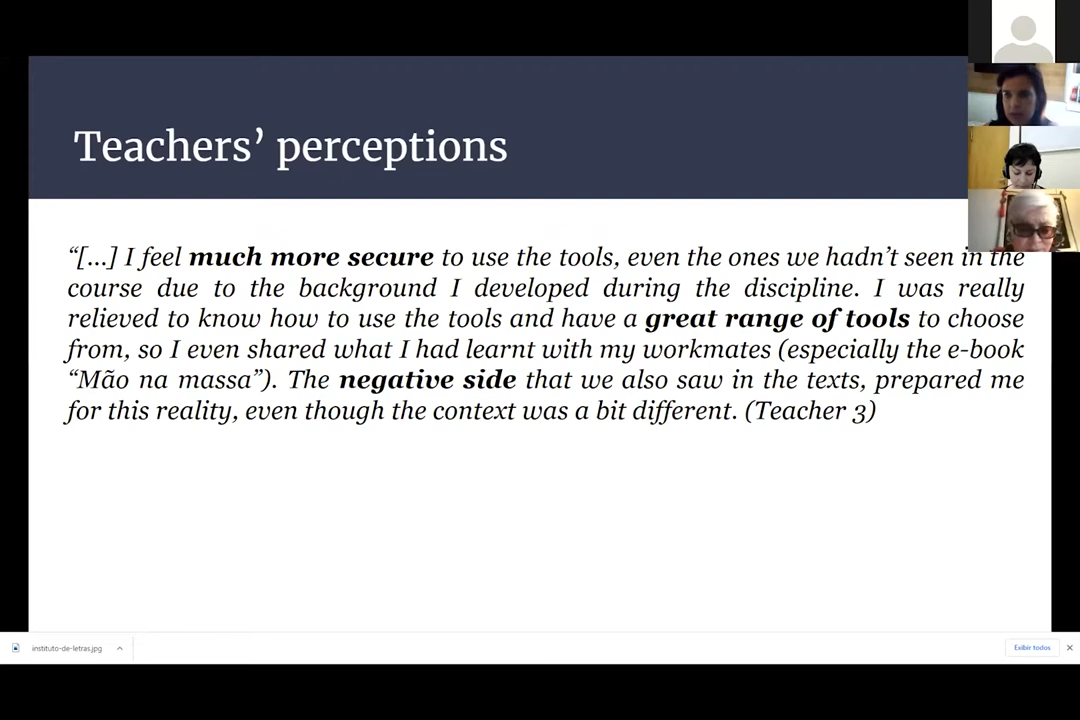 Teachers’ perceptions
“[...] I feel much more secure to use the tools, even the ones we hadn’t seen in the
course due to the background I developed during the discipline. I was really
relieved to know how to use the tools and have a great range of tools to choose
from, so I even shared what I had learnt with my workmates (especially the e-book
“Mão na massa”). The negative side that we also saw in the texts, prepared me
for this reality, even though the context was a bit different. (Teacher 3)
instituto-de-letras.jpg
Exibir todos